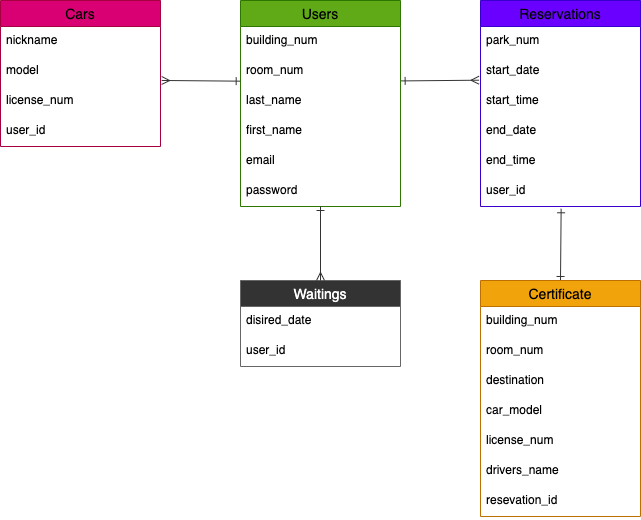 Cars
nickname
model
license_num
user_id
Users
building_num
room_num
last_name
first_name
email
password
Reservations
park_num
start_date
start_time
end_date
end_time
user_id
Waitings
disired_date
user_id
Certificate
building_num
room_num
destination
car_model
license_num
drivers_name
resevation_id